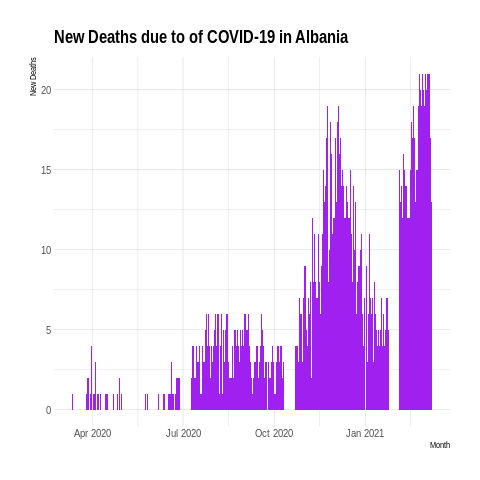 New Deaths due to of COVID-19 in Albania
New Deaths
20
15
10
5
0
Apr 2020 Jul 2020 Oct 2020 Jan 2021
Month